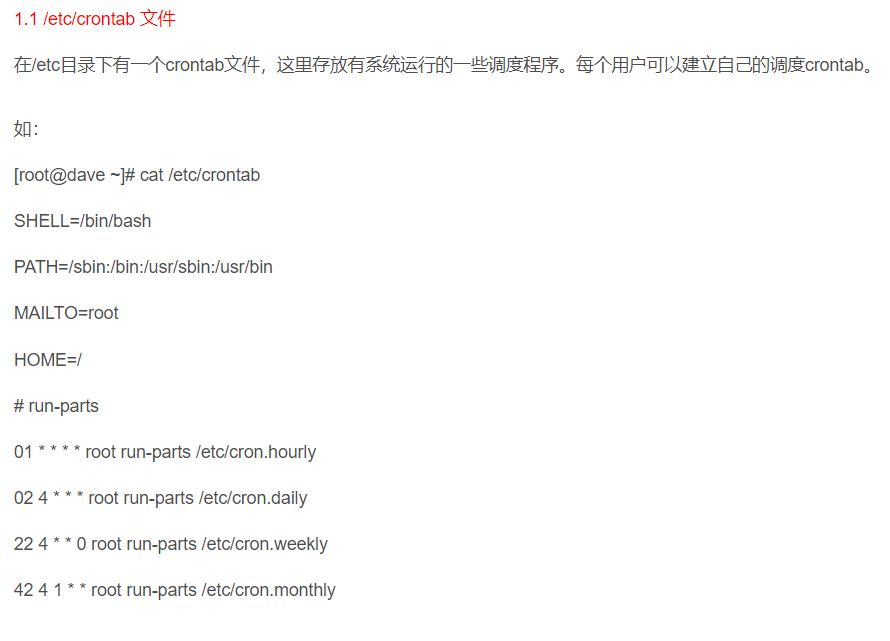 1.1 /etc/crontab 文件
在/etc目录下有一个crontab文件，这里存放有系统运行的一些调度程序。每个用户可以建立自己的调度crontab。
如：
[root@dave ~]# cat /etc/crontab
SHELL=/bin/bash
PATH=/sbin:/bin:/usr/sbin:/usr/bin
MAILTO=root
HOME=/
# run-parts
01 * * * * root run-parts /etc/cron.hourly
02 4 * * * root run-parts /etc/cron.daily
22 4 * * 0 root run-parts /etc/cron.weekly
42 4 1 * * root run-parts /etc/cron.monthly